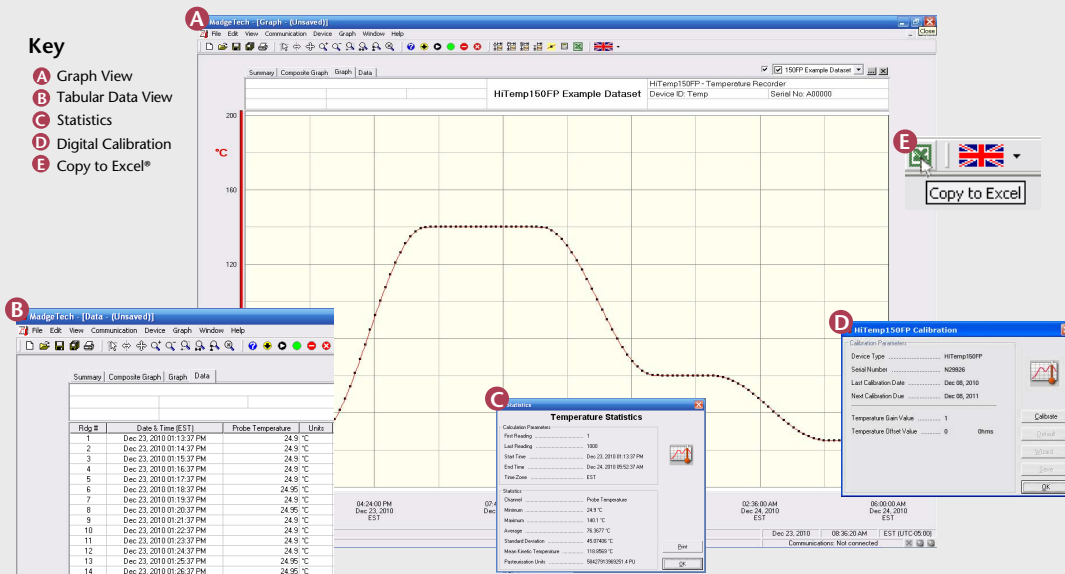 Key
A Graph View
B Tabular Data View
C Statistics
D Digital Calibration
E Copy to Excel®
A
MadgeTech - [Graph - (Unsaved)]
File Edit View Communication Device Graph Window Help
Close
Summary Composite Graph Graph Data
150FP Example Dataset
HiTemp150FP Example Dataset
HiTemp150FP - Temperature Recorder
Device ID: Temp
Serial No: A00000
200
°C
160
120
04:24:00 PM
Dec 23, 2010
EST
02:36:00 AM
Dec 24, 2010
EST
06:00:00 AM
Dec 24, 2010
EST
Dec 23, 2010 08:36:20 AM EST (UTC-05:00)
Communications: Not connected
E
Copy to Excel
B
MadgeTech - [Data - (Unsaved)]
File Edit View Communication Device Graph Window Help
Summary Composite Graph Graph Data
Rdg # Date & Time (EST) Probe Temperature Units
1 Dec 23, 2010 01:13:37 PM 24.9 °C
2 Dec 23, 2010 01:14:37 PM 24.9 °C
3 Dec 23, 2010 01:15:37 PM 24.9 °C
4 Dec 23, 2010 01:16:37 PM 24.9 °C
5 Dec 23, 2010 01:17:37 PM 24.9 °C
6 Dec 23, 2010 01:18:37 PM 24.95 °C
7 Dec 23, 2010 01:19:37 PM 24.9 °C
8 Dec 23, 2010 01:20:37 PM 24.95 °C
9 Dec 23, 2010 01:21:37 PM 24.9 °C
10 Dec 23, 2010 01:22:37 PM 24.9 °C
11 Dec 23, 2010 01:23:37 PM 24.9 °C
12 Dec 23, 2010 01:24:37 PM 24.9 °C
13 Dec 23, 2010 01:25:37 PM 24.95 °C
14 Dec 23, 2010 01:26:37 PM 24.95 °C
C
Statistics
Temperature Statistics
Calculation Parameters
First Reading 1
Last Reading 1000
Start Time Dec 23, 2010 01:13:37 PM
End Time Dec 24, 2010 05:52:37 AM
Time Zone EST
Statistics
Channel Probe Temperature
Minimum 24.9 °C
Maximum 140.1 °C
Average 76.3677 °C
Standard Deviation 45.07406 °C
Mean Kinetic Temperature 118.8569 °C
Pasteurisation Units 58427913969251.4 PU
Print
OK
D
HiTemp150FP Calibration
Calibration Parameters
Device Type HiTemp150FP
Serial Number N29926
Last Calibration Date Dec 08, 2010
Next Calibration Due Dec 08, 2011
Temperature Gain Value 1
Temperature Offset Value 0 Ohms
Calibrate
Default
Wizard
Save
OK